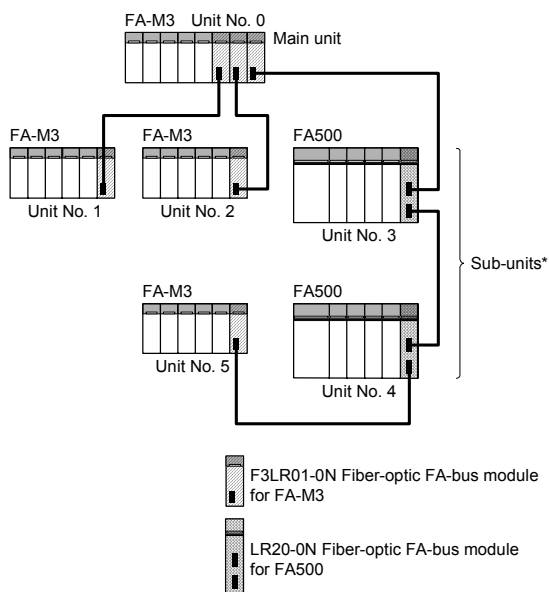 FA-M3 Unit No. 0
Main unit
FA-M3 FA-M3 FA500
Unit No. 1 Unit No. 2 Unit No. 3
Sub-units*
FA-M3 FA500
Unit No. 5 Unit No. 4
F3LR01-0N Fiber-optic FA-bus module
for FA-M3
LR20-0N Fiber-optic FA-bus module
for FA500